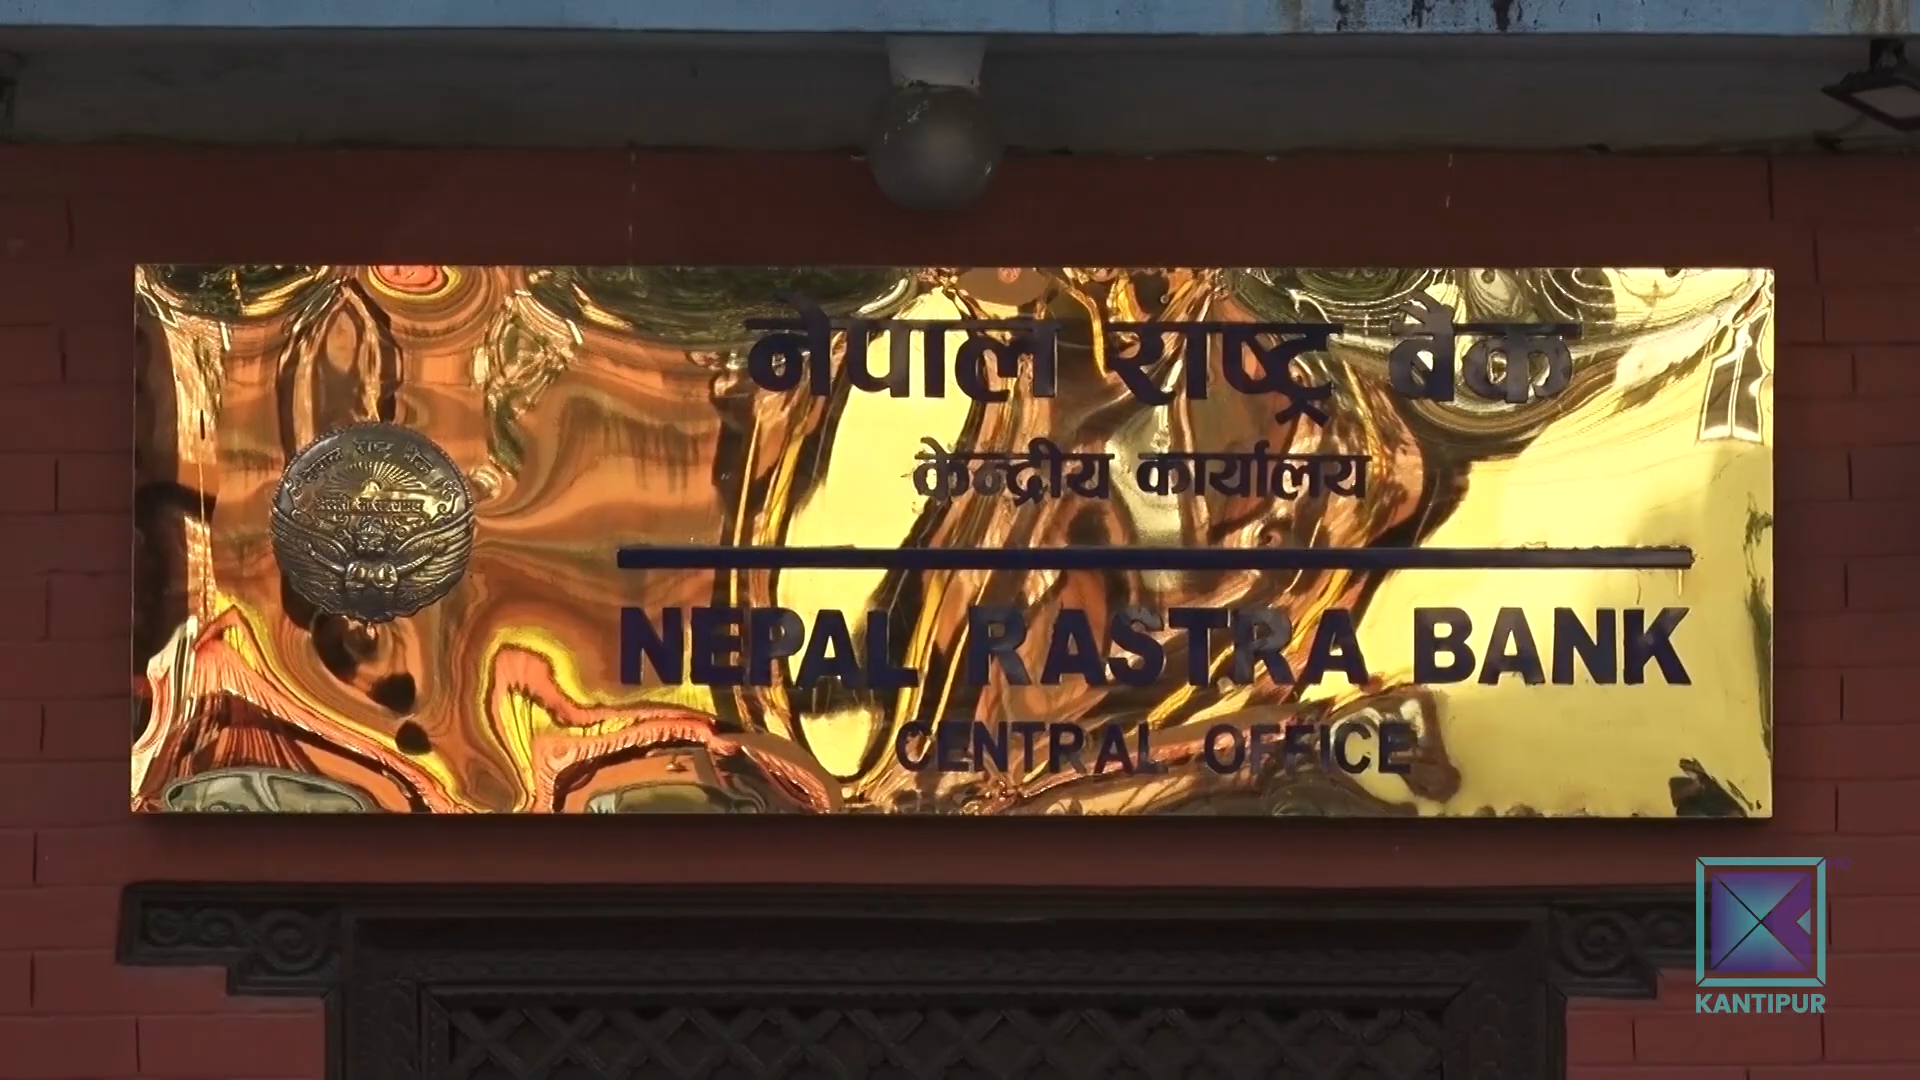 नेपाल राष्ट्र बैंक
केन्द्रीय कार्यालय
NEPAL RASTRA BANK
CENTRAL OFFICE
KANTIPUR